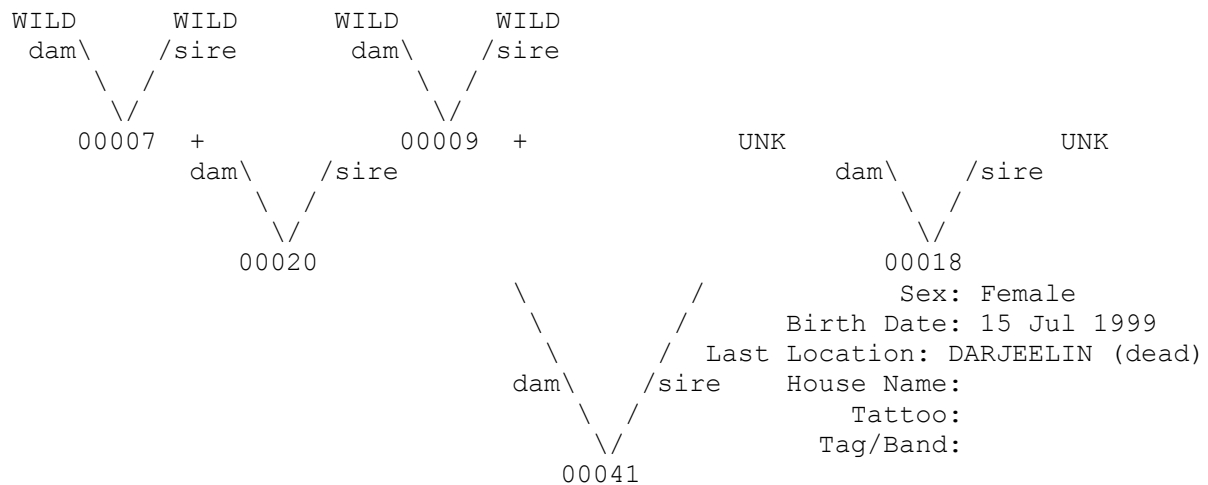 WILD WILD WILD WILD
dam\ /sire dam\ /sire
\ / \ /
\/ \/
00007 + 00009 + UNK UNK
dam\ /sire dam\ /sire
\ / \ /
\/ \/
00020 00018
\ / Sex: Female
\ / Birth Date: 15 Jul 1999
\ / Last Location: DARJEELIN (dead)
dam\ /sire House Name:
\ / Tattoo:
\/ Tag/Band:
00041